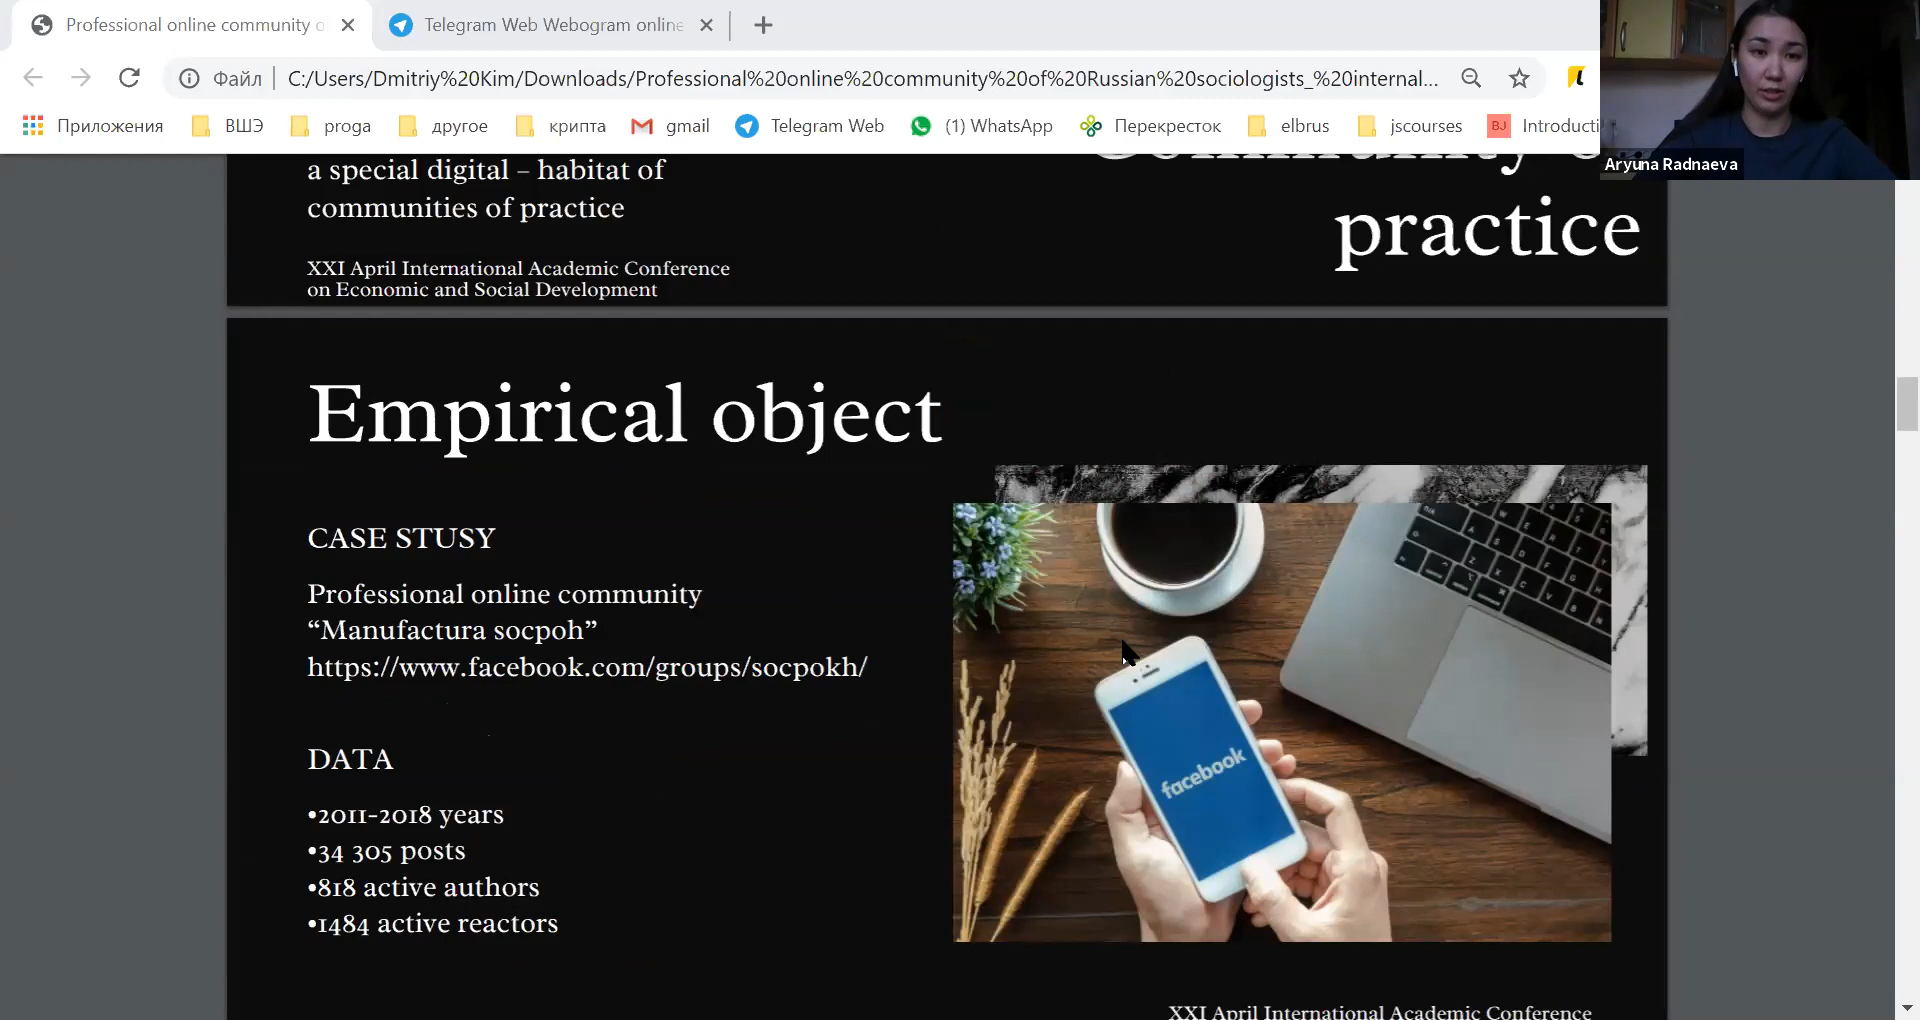 Professional online community o
Telegram Web Webogram online
Файл
C:/Users/Dmitriy%20Kim/Downloads/Professional%20online%20community%20of%20Russian%20sociologists_%20internal...
Приложения
ВШЭ
proga
другое
крипта
gmail
Telegram Web
(1) WhatsApp
Перекресток
elbrus
jscourses
BJ
Introducti
Aryuna Radnaeva
a special digital – habitat of
communities of practice
Community
practice
XXI April International Academic Conference
on Economic and Social Development
Empirical object
CASE STUSY
Professional online community
“Manufactura socpoh”
https://www.facebook.com/groups/socpokh/
DATA
•2011-2018 years
•34 305 posts
•818 active authors
•1484 active reactors
facebook
XXI April International Academic Conference